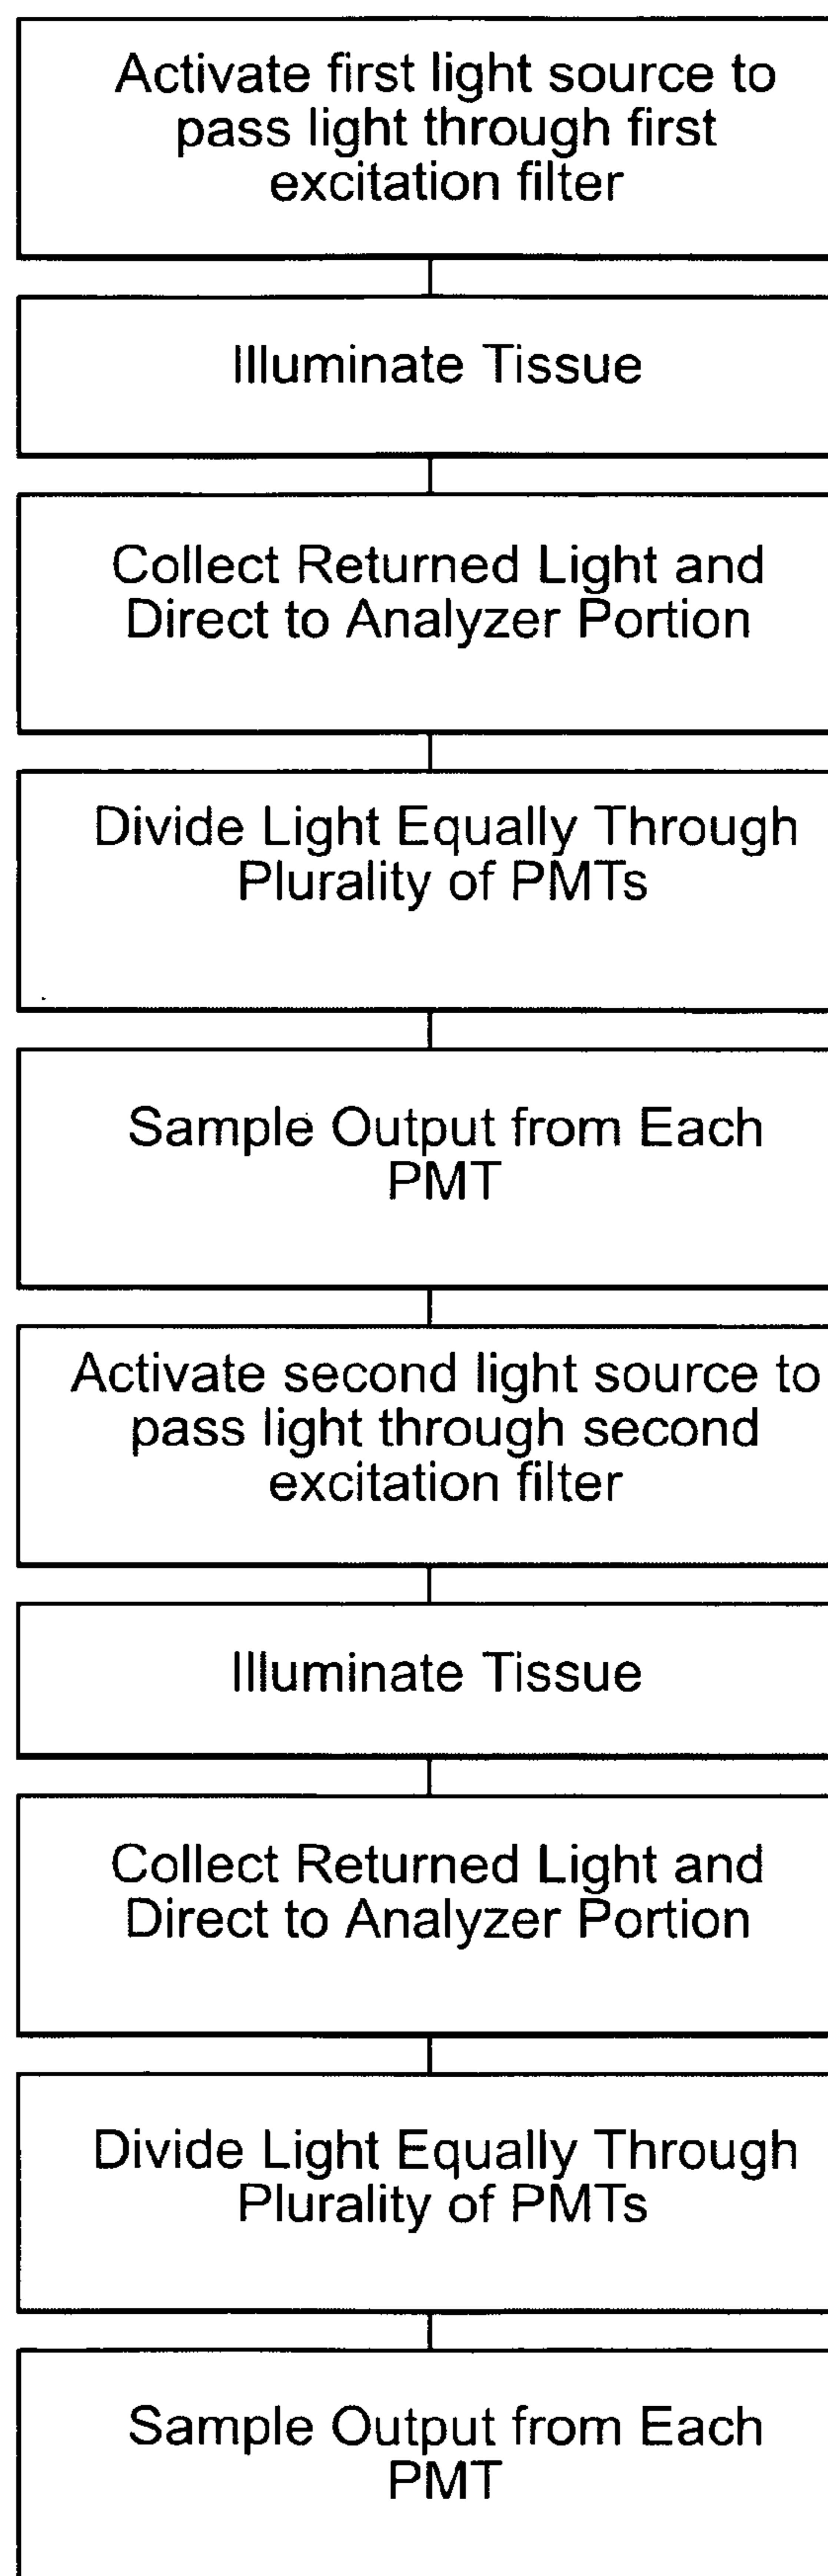 Activate first light source to
pass light through first
excitation filter
Illuminate Tissue
Collect Returned Light and
Direct to Analyzer Portion
Divide Light Equally Through
Plurality of PMTs
Sample Output from Each
PMT
Activate second light source to
pass light through second
excitation filter
Illuminate Tissue
Collect Returned Light and
Direct to Analyzer Portion
Divide Light Equally Through
Plurality of PMTs
Sample Output from Each
PMT